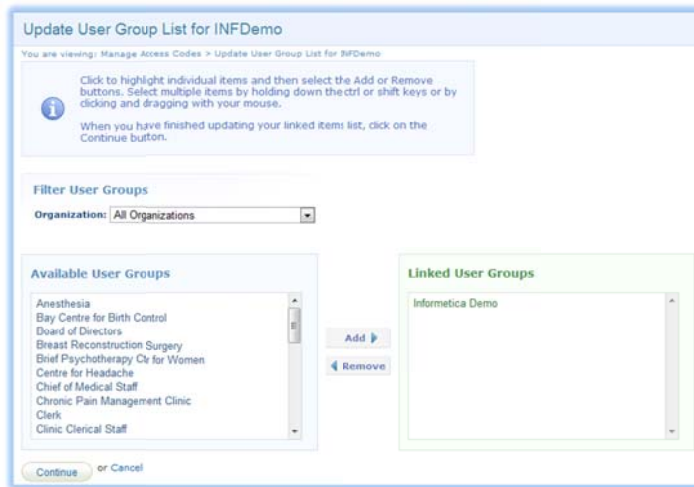 Update User Group List for INFDemo
You are viewing: Manage Access Codes > Update User Group List for INFDemo
Click to highlight individual items and then select the Add or Remove
buttons. Select multiple items by holding down the ctrl or shift keys or by
clicking and dragging with your mouse.
When you have finished updating your linked items list, click on the
Continue button.
Filter User Groups
Organization: All Organizations
Available User Groups
Anesthesia
Bay Centre for Birth Control
Board of Directors
Breast Reconstruction Surgery
Brief Psychotherapy Ctr for Women
Centre for Headache
Chief of Medical Staff
Chronic Pain Management Clinic
Clerk
Clinic Clerical Staff
Add
Remove
Linked User Groups
Informetica Demo
Continue or Cancel